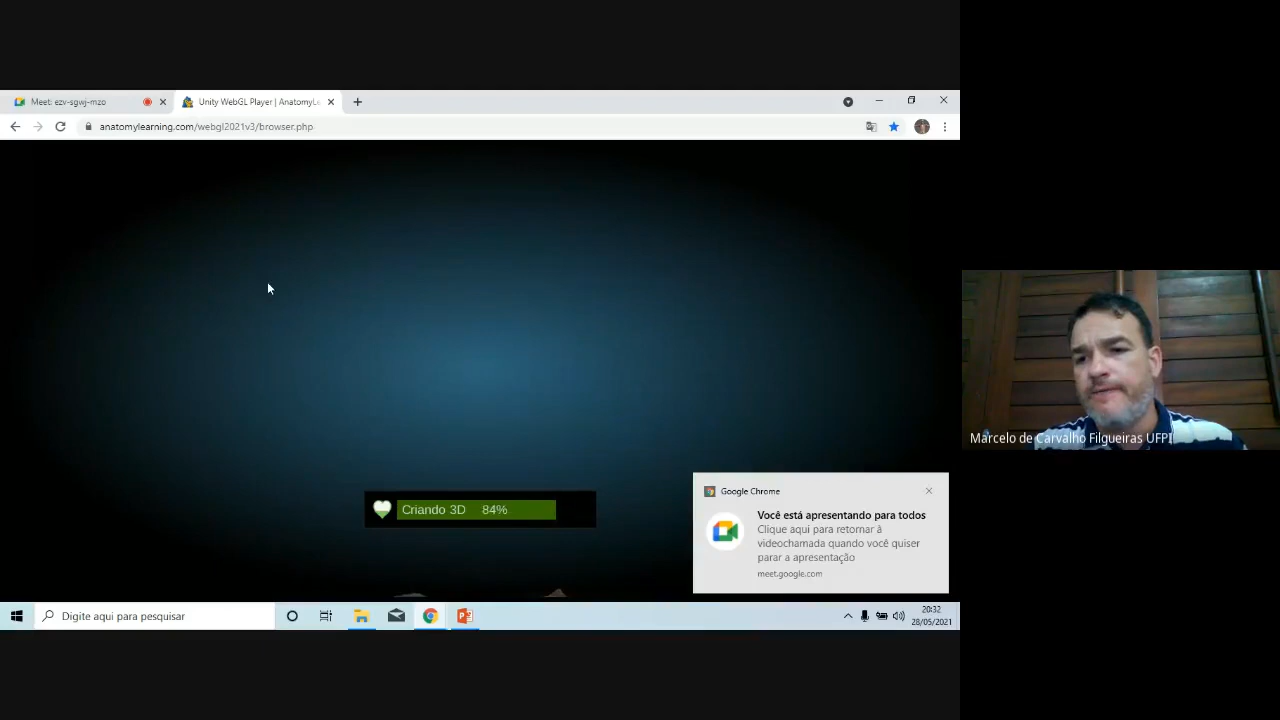 Meet: ezv-sgwj-mzo
Unity WebGL Player | AnatomyLe
anatomylearning.com/webgl2021v3/browser.php
Marcelo de Carvalho Filgueiras UFPI
Google Chrome
Criando 3D 84%
Você está apresentando para todos
Clique aqui para retornar à
videochamada quando você quiser
parar a apresentação
meet.google.com
Digite aqui para pesquisar
20:32
28/05/2021